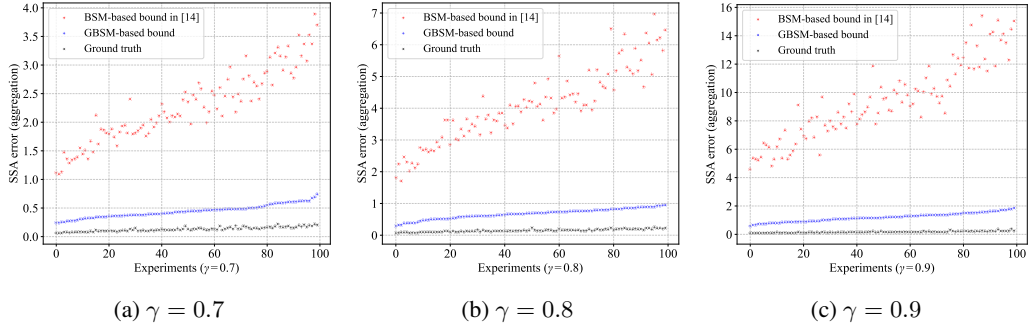 4.0
3.5
3.0
2.5
2.0
1.5
1.0
0.5
0.0
SSA error (aggregation)
BSM-based bound in [14]
GBSM-based bound
Ground truth
0 20 40 60 80 100
Experiments (γ=0.7)
(a) γ = 0.7
7
6
5
4
3
2
1
0
SSA error (aggregation)
BSM-based bound in [14]
GBSM-based bound
Ground truth
0 20 40 60 80 100
Experiments (γ=0.8)
(b) γ = 0.8
16
14
12
10
8
6
4
2
0
SSA error (aggregation)
BSM-based bound in [14]
GBSM-based bound
Ground truth
0 20 40 60 80 100
Experiments (γ=0.9)
(c) γ = 0.9